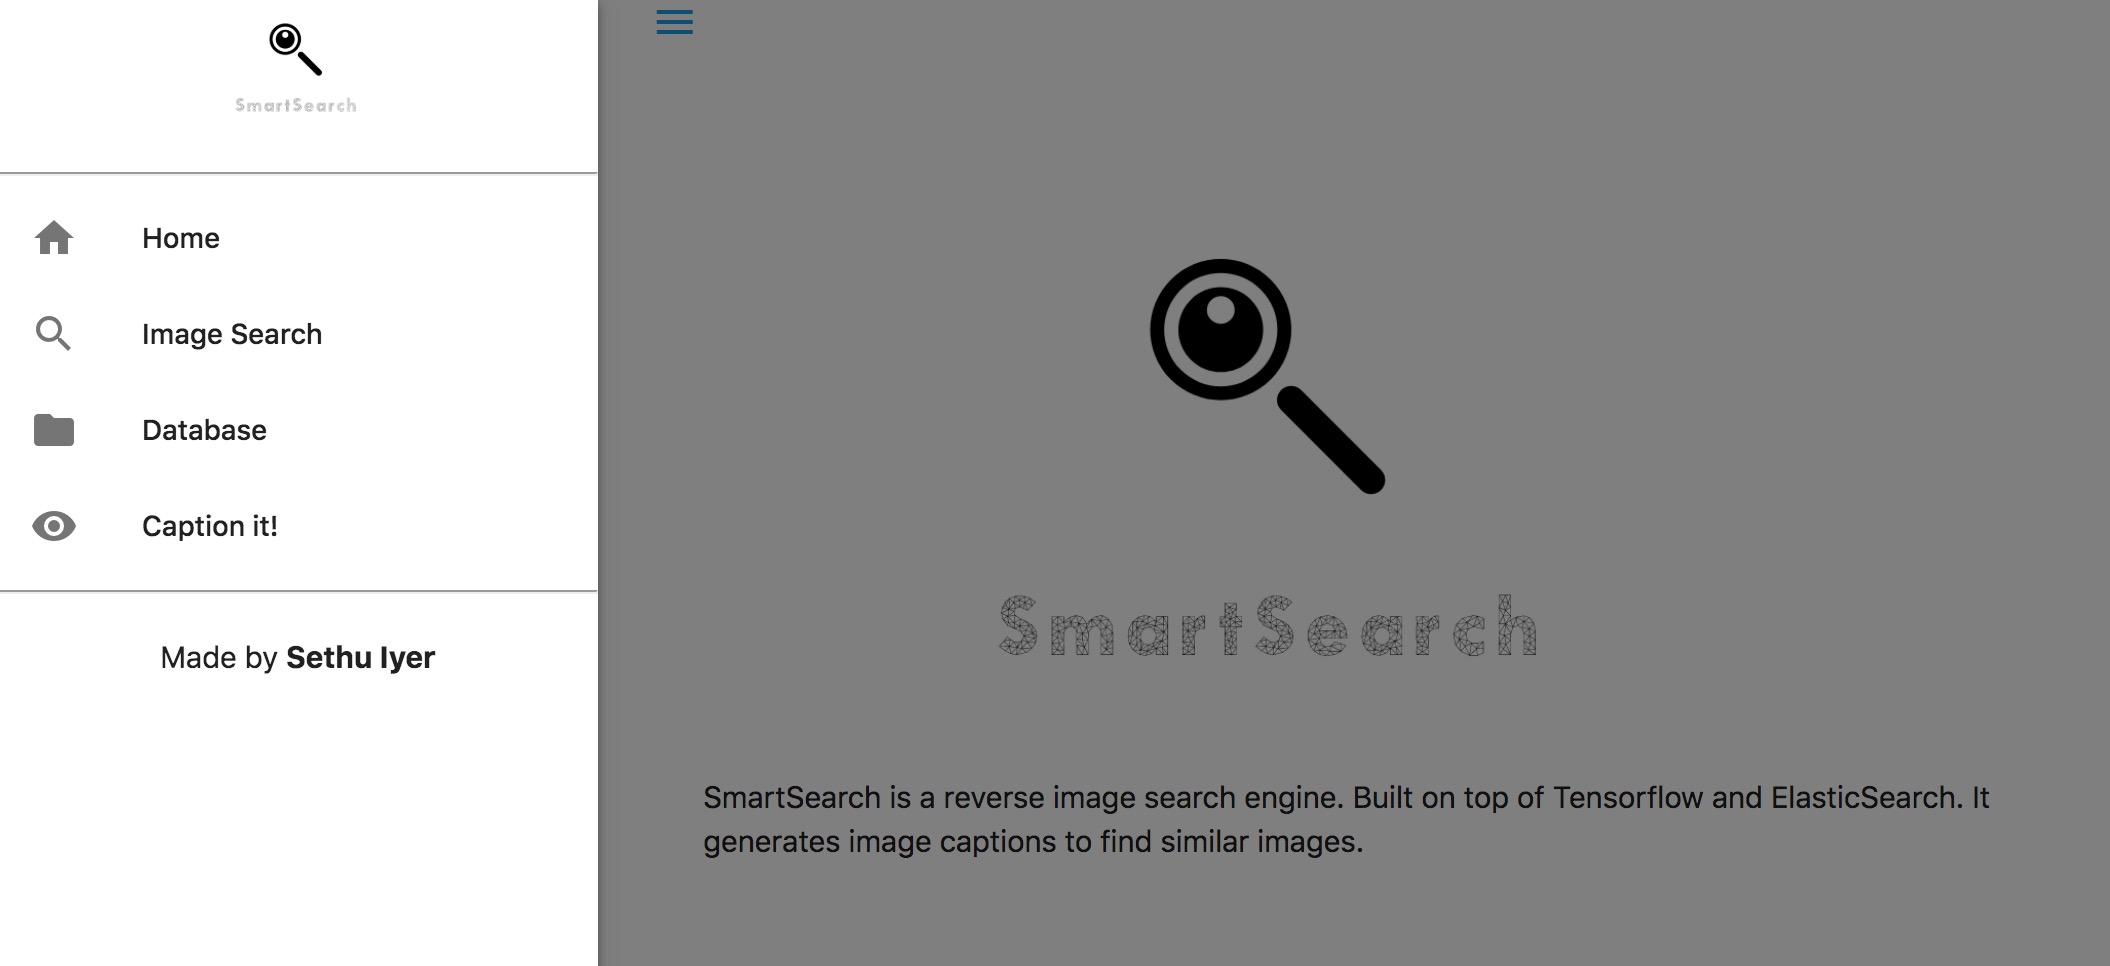 SmartSearch
Home
Image Search
Database
Caption it!
Made by Sethu Iyer
SmartSearch
SmartSearch is a reverse image search engine. Built on top of Tensorflow and ElasticSearch. It
generates image captions to find similar images.